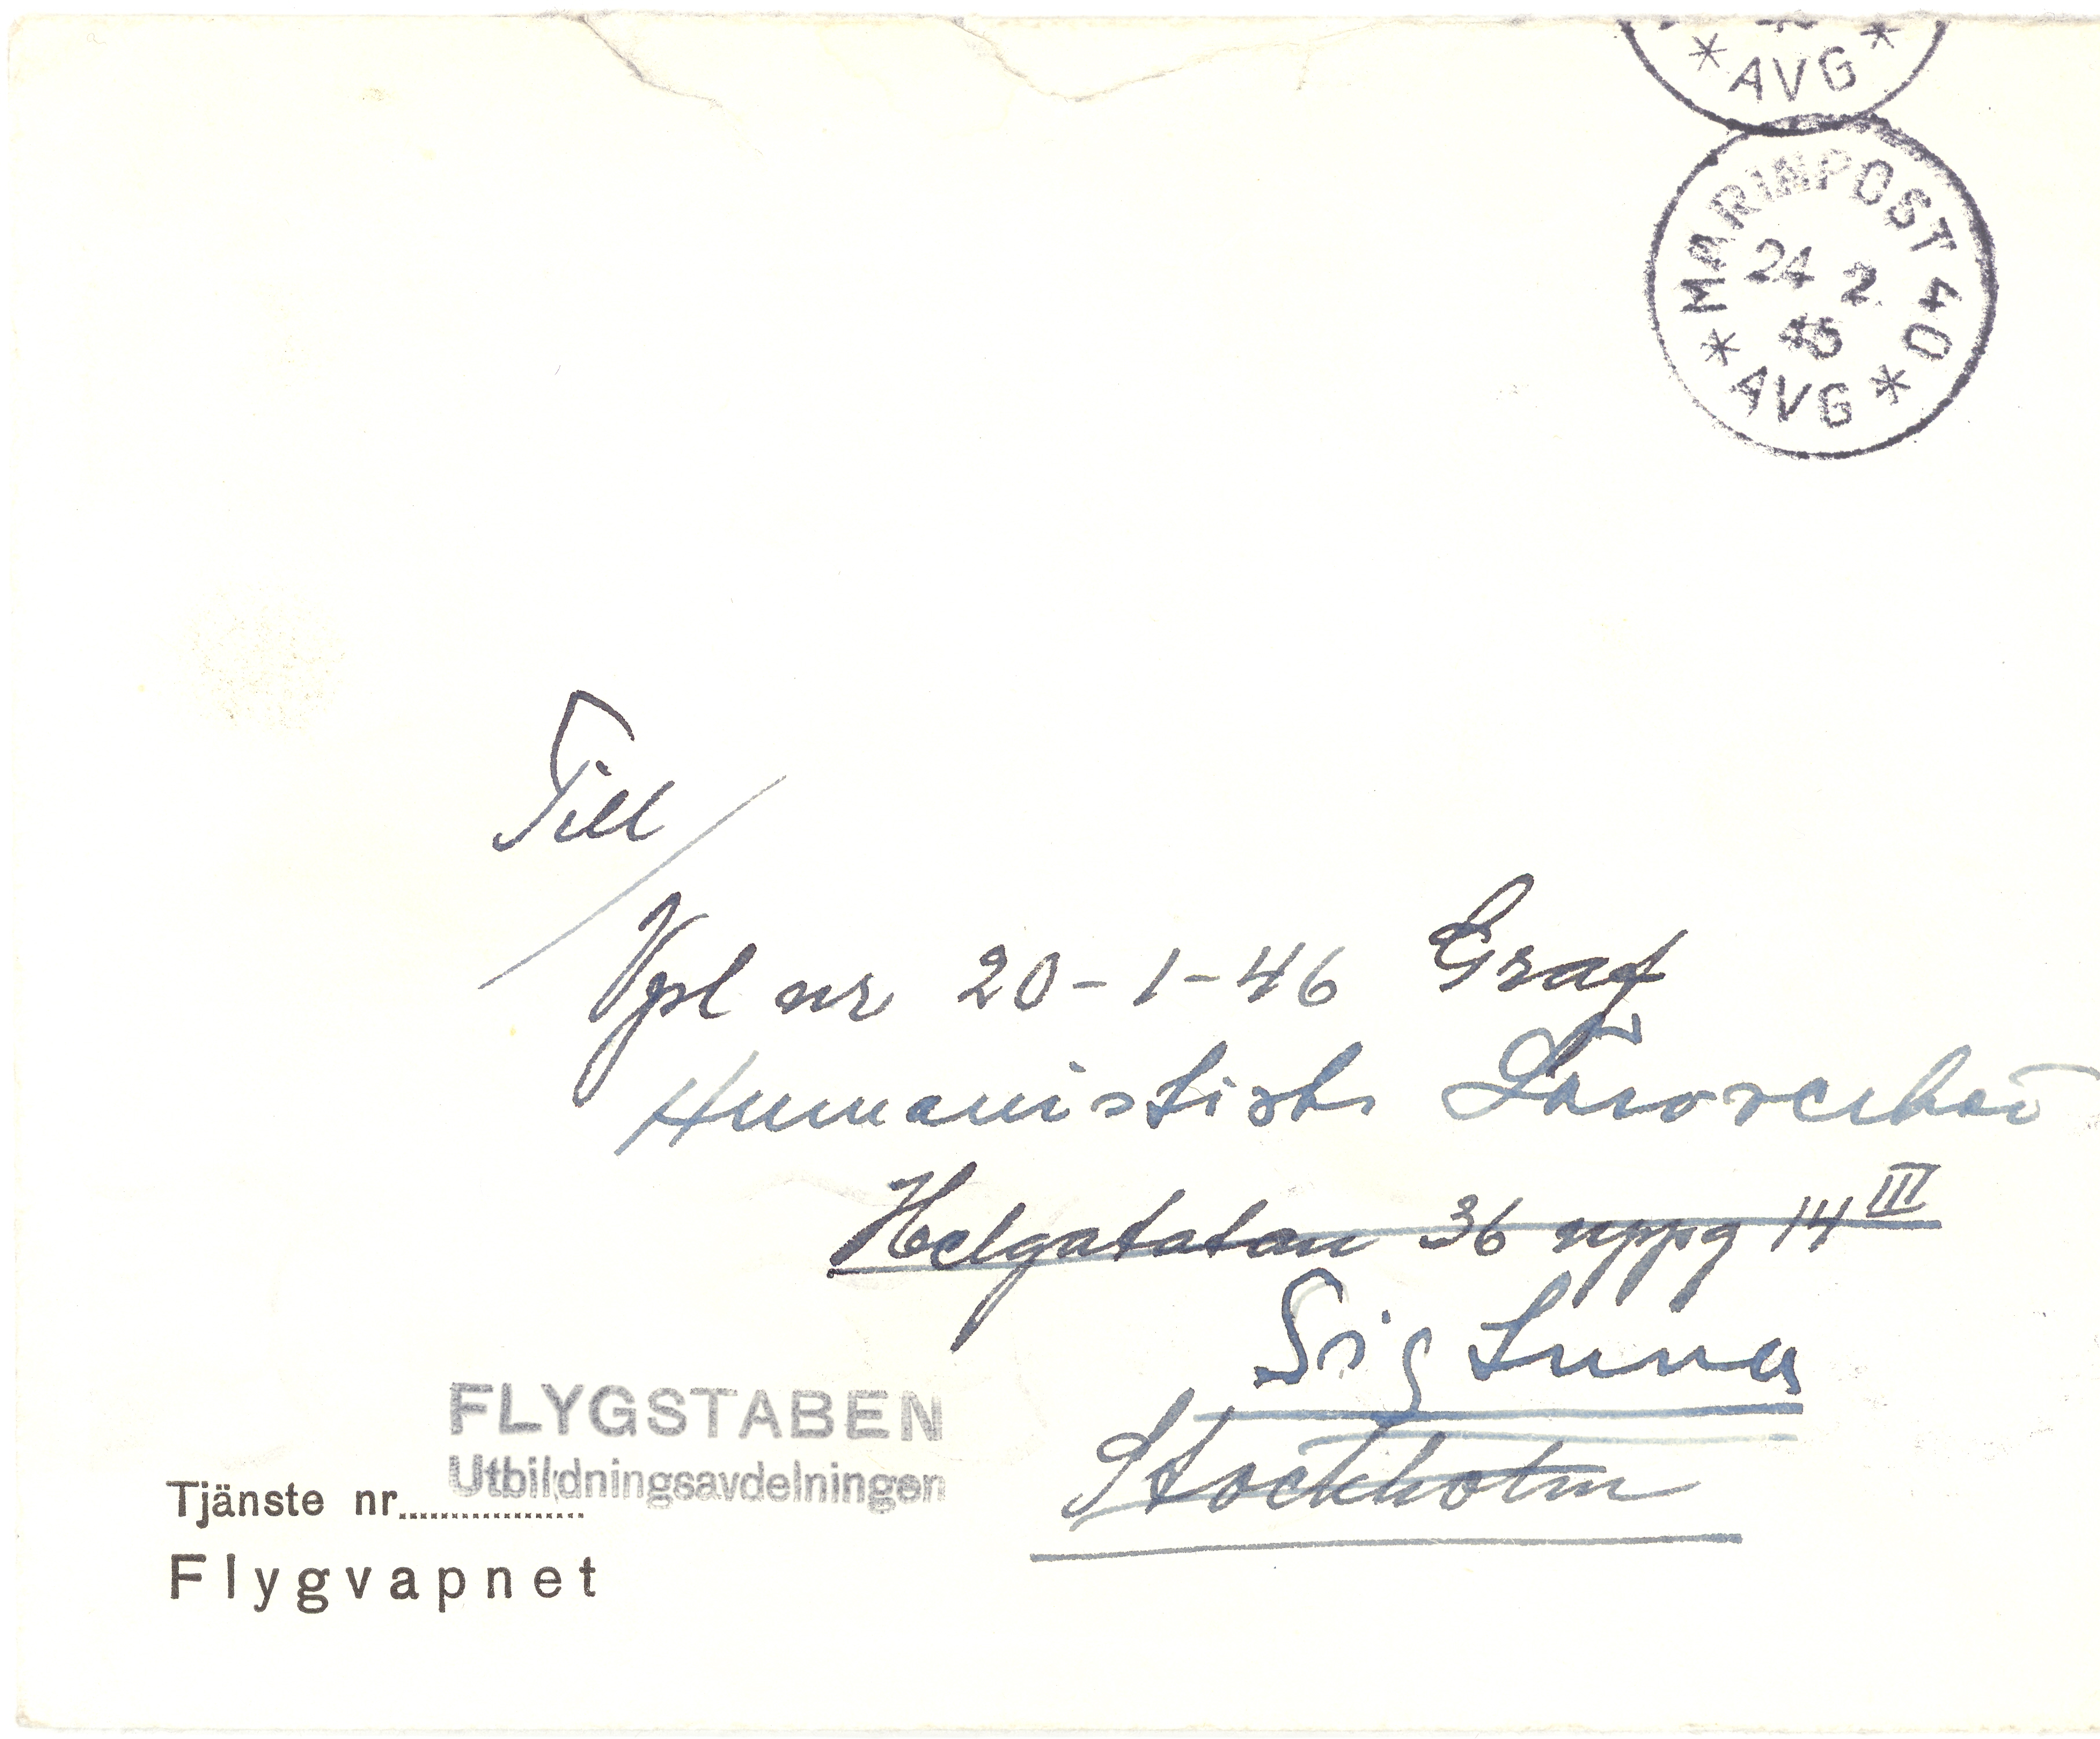 * AVG *
MARINPOST 40
24 2
45
* AVG *
Till
Vpl nr 20-1-46 Graf
Humanistiska Läroverket
Helgagatan 36 uppg 14 III
Sigtuna
Stockholm
FLYGSTABEN
Utbildningsavdelningen
Tjänste nr
Flygvapnet